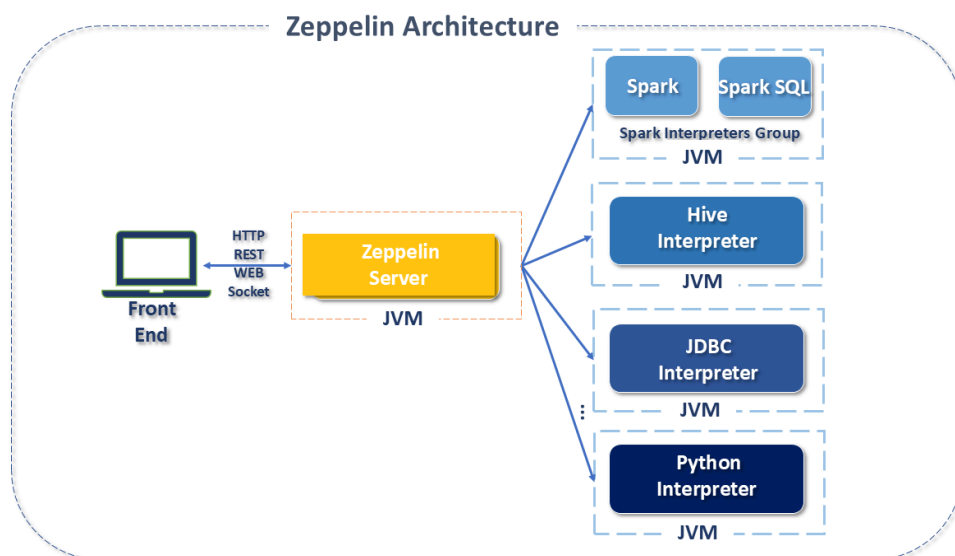 Zeppelin Architecture
Spark
Spark SQL
Spark Interpreters Group
JVM
HTTP
REST
WEB
Socket
Front
End
Zeppelin
Server
JVM
Hive
Interpreter
JVM
JDBC
Interpreter
JVM
...
Python
Interpreter
JVM